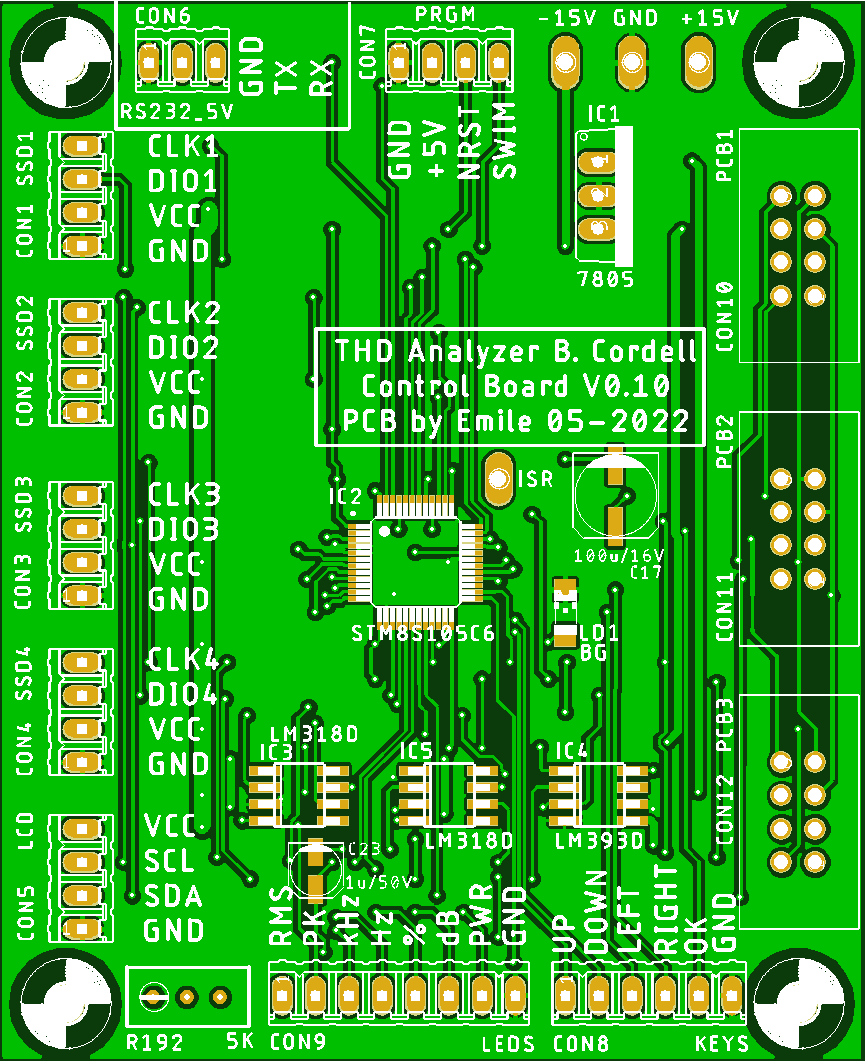 CON6
GND
TX
RX
RS232_5V
CON7
PRGM
GND
+5V
NRST
SWIM
-15V GND +15V
IC1
1
2
3
7805
SSD1
CON1
CLK1
DIO1
VCC
GND
SSD2
CON2
CLK2
DIO2
VCC
GND
SSD3
CON3
CLK3
DIO3
VCC
GND
SSD4
CON4
CLK4
DIO4
VCC
GND
LCD
CON5
VCC
SCL
SDA
GND
THD Analyzer B. Cordell
Control Board V0.10
PCB by Emile 05-2022
ISR
IC2
STM8S105C6
100u/16V
C17
LD1
BG
PCB1
CON10
PCB2
CON11
PCB3
CON12
LM318D
IC3
IC5
LM318D
IC4
LM393D
C23
1u/50V
RMS
PK
kHz
Hz
%
dB
PWR
GND
UP
DOWN
LEFT
RIGHT
OK
GND
R192
5K
CON9
LEDS
CON8
KEYS